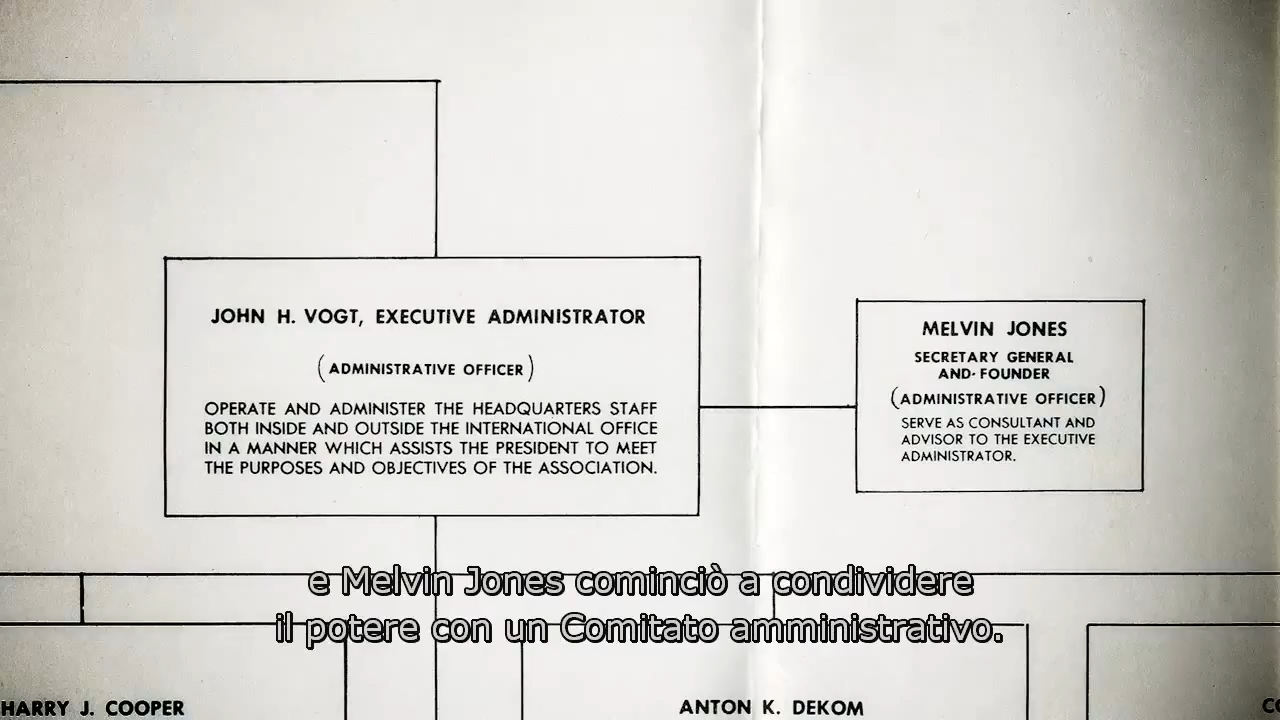 JOHN H. VOGT, EXECUTIVE ADMINISTRATOR
(ADMINISTRATIVE OFFICER)
OPERATE AND ADMINISTER THE HEADQUARTERS STAFF
BOTH INSIDE AND OUTSIDE THE INTERNATIONAL OFFICE
IN A MANNER WHICH ASSISTS THE PRESIDENT TO MEET
THE PURPOSES AND OBJECTIVES OF THE ASSOCIATION.
MELVIN JONES
SECRETARY GENERAL
AND FOUNDER
(ADMINISTRATIVE OFFICER)
SERVE AS CONSULTANT AND
ADVISOR TO THE EXECUTIVE
ADMINISTRATOR.
e Melvin Jones cominciò a condividere
il potere con un Comitato amministrativo.
HARRY J. COOPER
ANTON K. DEKOM